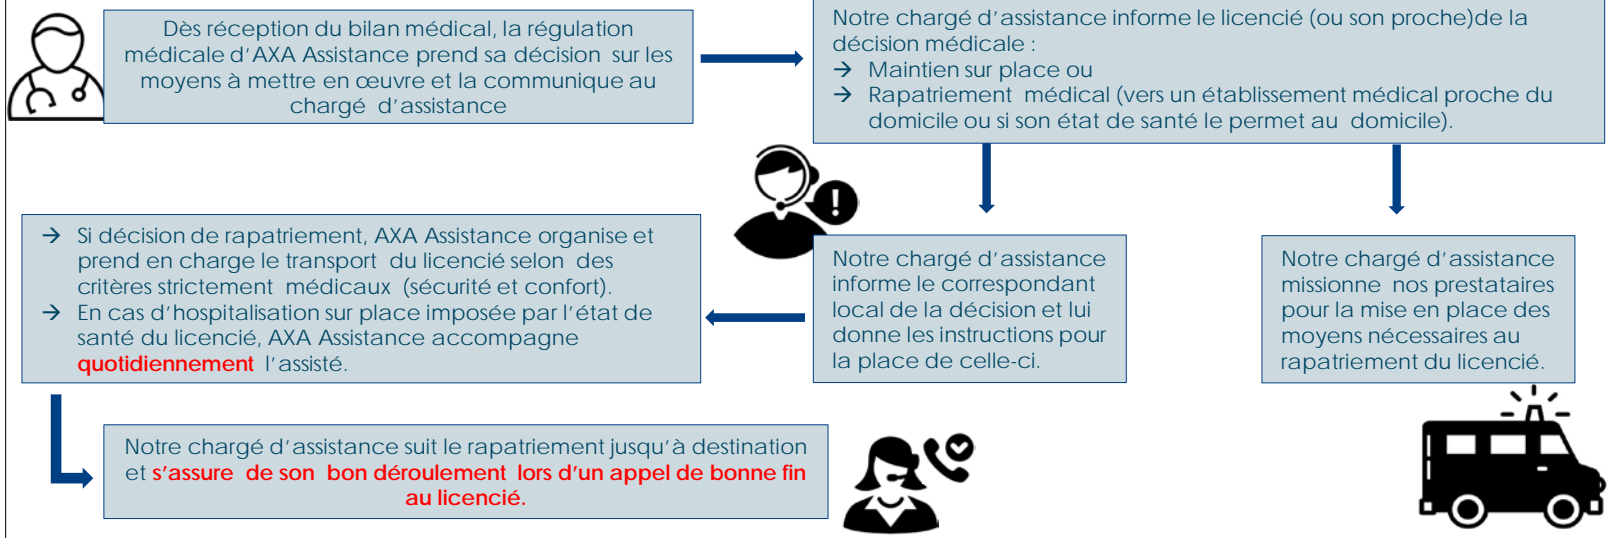 Dès réception du bilan médical, la régulation
médicale d'AXA Assistance prend sa décision sur les
moyens à mettre en œuvre et la communique au
chargé d'assistance
Notre chargé d'assistance informe le licencié (ou son proche)de la
décision médicale :
→ Maintien sur place ou
→ Rapatriement médical (vers un établissement médical proche du
domicile ou si son état de santé le permet au domicile).
→ Si décision de rapatriement, AXA Assistance organise et
prend en charge le transport du licencié selon des
critères strictement médicaux (sécurité et confort).
→ En cas d'hospitalisation sur place imposée par l'état de
santé du licencié, AXA Assistance accompagne
quotidiennement l'assisté.
Notre chargé d'assistance
informe le correspondant
local de la décision et lui
donne les instructions pour
la place de celle-ci.
Notre chargé d'assistance
missionne nos prestataires
pour la mise en place des
moyens nécessaires au
rapatriement du licencié.
Notre chargé d'assistance suit le rapatriement jusqu'à destination
et s'assure de son bon déroulement lors d'un appel de bonne fin
au licencié.